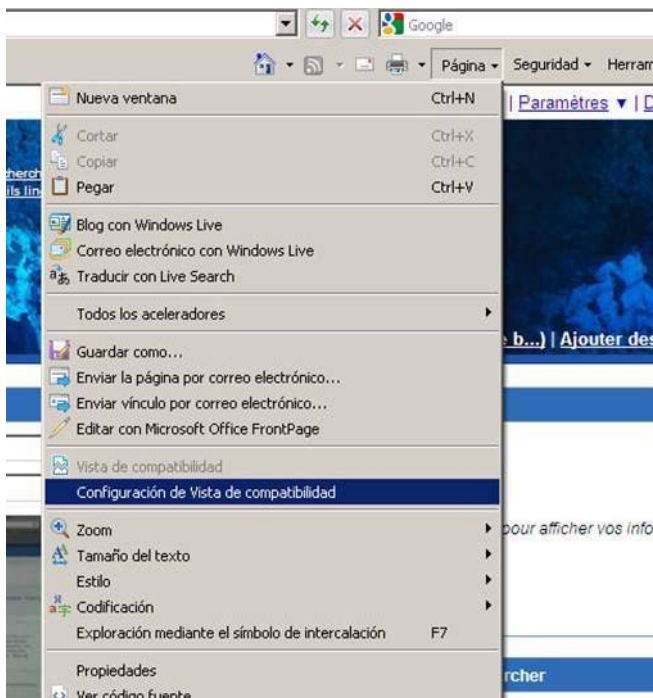 Google
Página Seguridad Herram
Nueva ventana Ctrl+N
| Paramètres ▼ | D
Cortar Ctrl+X
Copiar Ctrl+C
Pegar Ctrl+V
Blog con Windows Live
Correo electrónico con Windows Live
Traducir con Live Search
Todos los aceleradores
b...) | Ajouter des
Guardar como...
Enviar la página por correo electrónico...
Enviar vínculo por correo electrónico...
Editar con Microsoft Office FrontPage
Vista de compatibilidad
Configuración de Vista de compatibilidad
Zoom
pour afficher vos info
Tamaño del texto
Estilo
Codificación
Exploración mediante el símbolo de intercalación F7
Propiedades
rcher
Ver código fuente